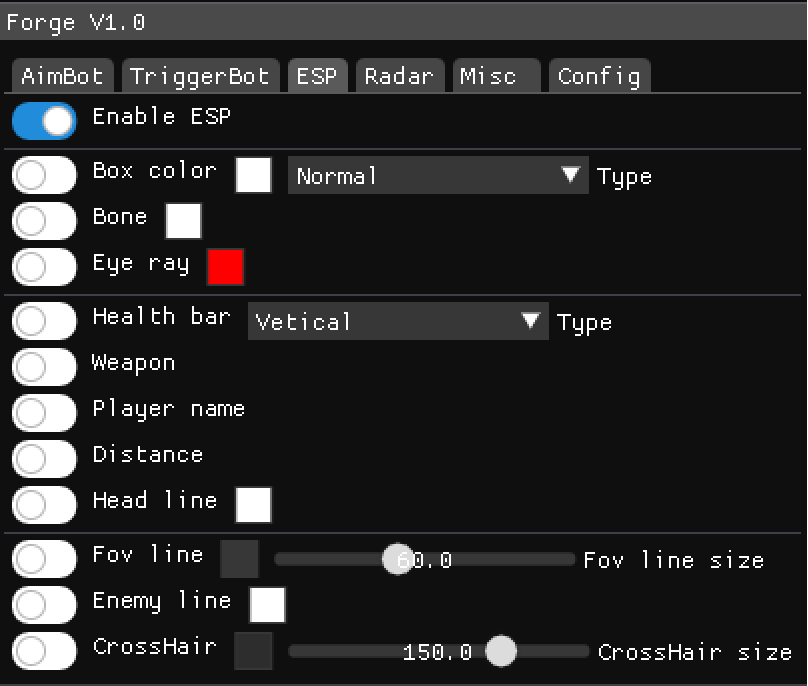 Forge V1.0
AimBot TriggerBot ESP Radar Misc Config
Enable ESP
Box color Normal Type
Bone
Eye ray
Health bar Vetical Type
Weapon
Player name
Distance
Head line
Fov line 60.0 Fov line size
Enemy line
CrossHair 150.0 CrossHair size